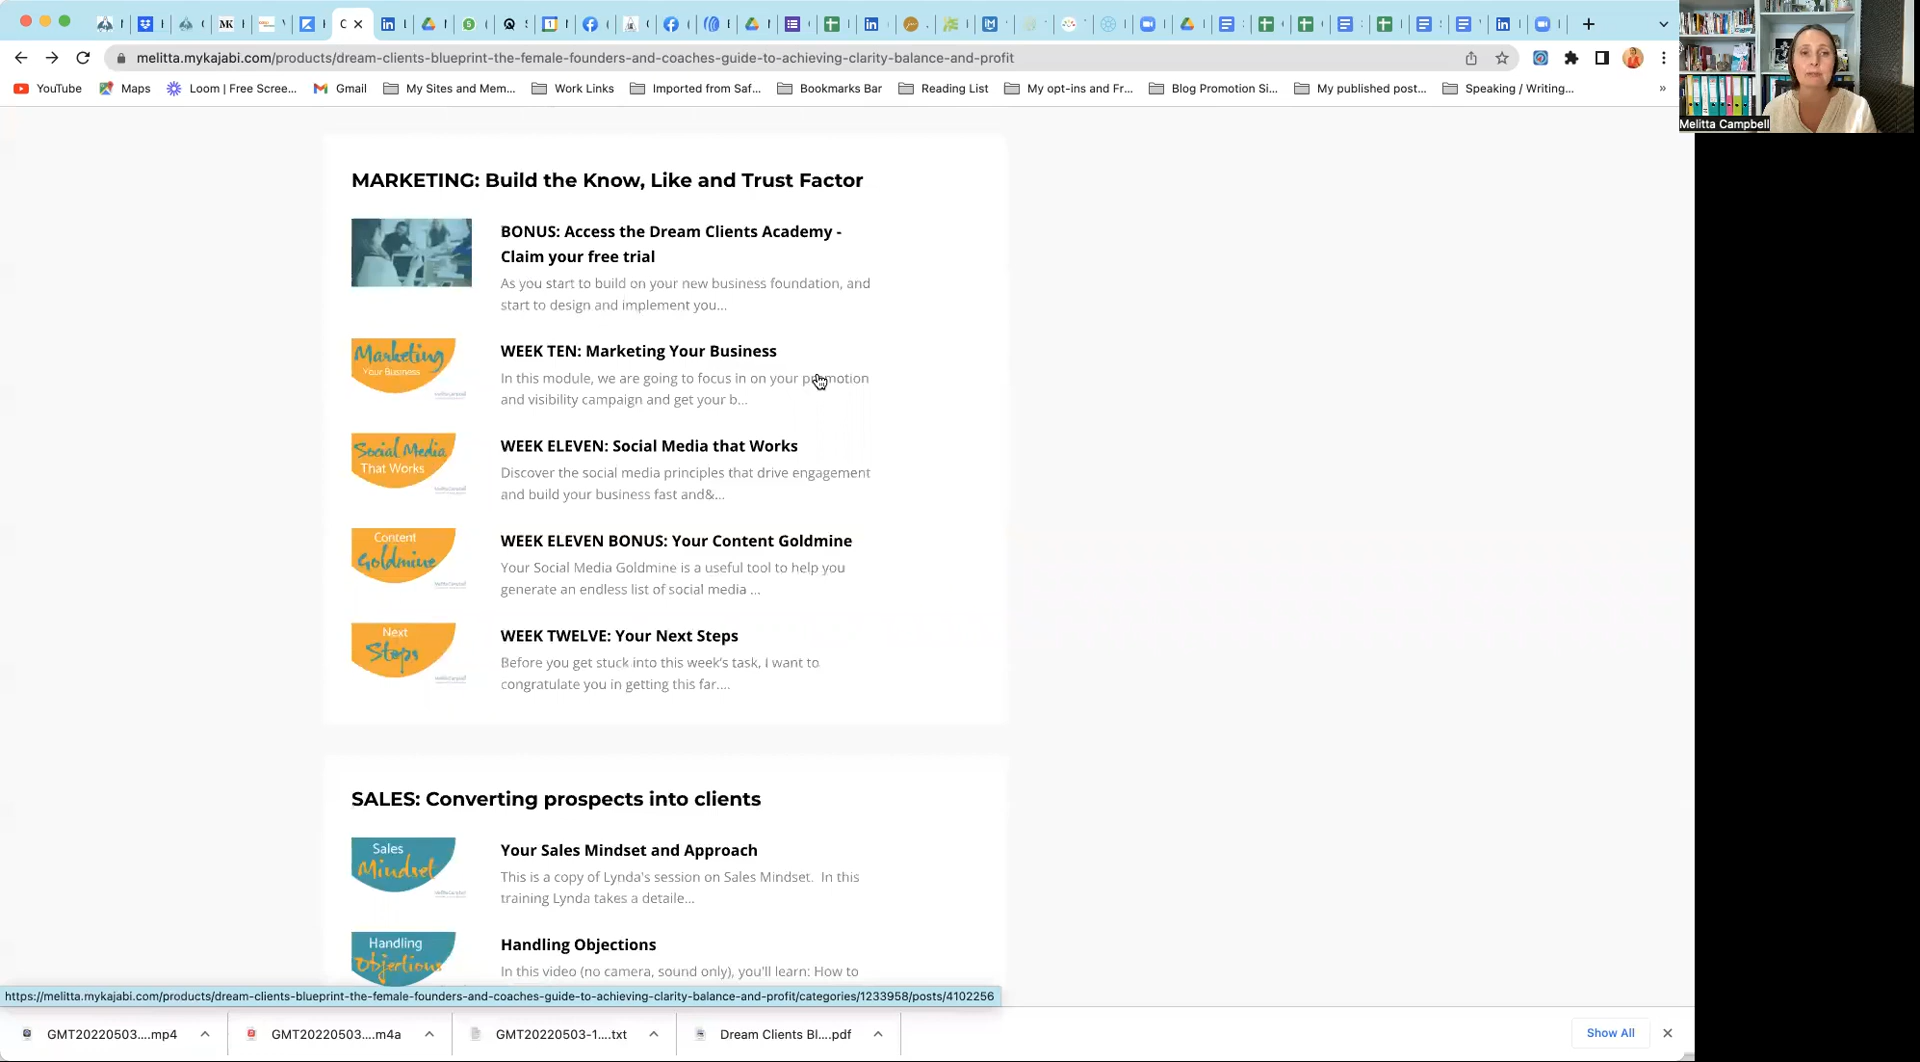 melitta.mykajabi.com/products/dream-clients-blueprint-the-female-founders-and-coaches-guide-to-achieving-clarity-balance-and-profit
YouTube
Maps
Loom | Free Scree...
Gmail
My Sites and Mem...
Work Links
Imported from Saf...
Bookmarks Bar
Reading List
My opt-ins and Fr...
Blog Promotion Si...
My published post...
Speaking / Writing...
»
Melitta Campbell
MARKETING: Build the Know, Like and Trust Factor
BONUS: Access the Dream Clients Academy -
Claim your free trial
As you start to build on your new business foundation, and
start to design and implement you...
Marketing
Your Business
WEEK TEN: Marketing Your Business
In this module, we are going to focus in on your promotion
and visibility campaign and get your b...
Social Media
That Works
WEEK ELEVEN: Social Media that Works
Discover the social media principles that drive engagement
and build your business fast and&...
Content
Goldmine
WEEK ELEVEN BONUS: Your Content Goldmine
Your Social Media Goldmine is a useful tool to help you
generate an endless list of social media ...
Next
Steps
WEEK TWELVE: Your Next Steps
Before you get stuck into this week's task, I want to
congratulate you in getting this far....
SALES: Converting prospects into clients
Sales
Mindset
Your Sales Mindset and Approach
This is a copy of Lynda's session on Sales Mindset. In this
training Lynda takes a detaile...
Handling
Objections
Handling Objections
In this video (no camera, sound only), you'll learn: How to
https://melitta.mykajabi.com/products/dream-clients-blueprint-the-female-founders-and-coaches-guide-to-achieving-clarity-balance-and-profit/categories/1233958/posts/4102256
GMT20220503....mp4
GMT20220503....m4a
GMT20220503-1....txt
Dream Clients Bl....pdf
Show All